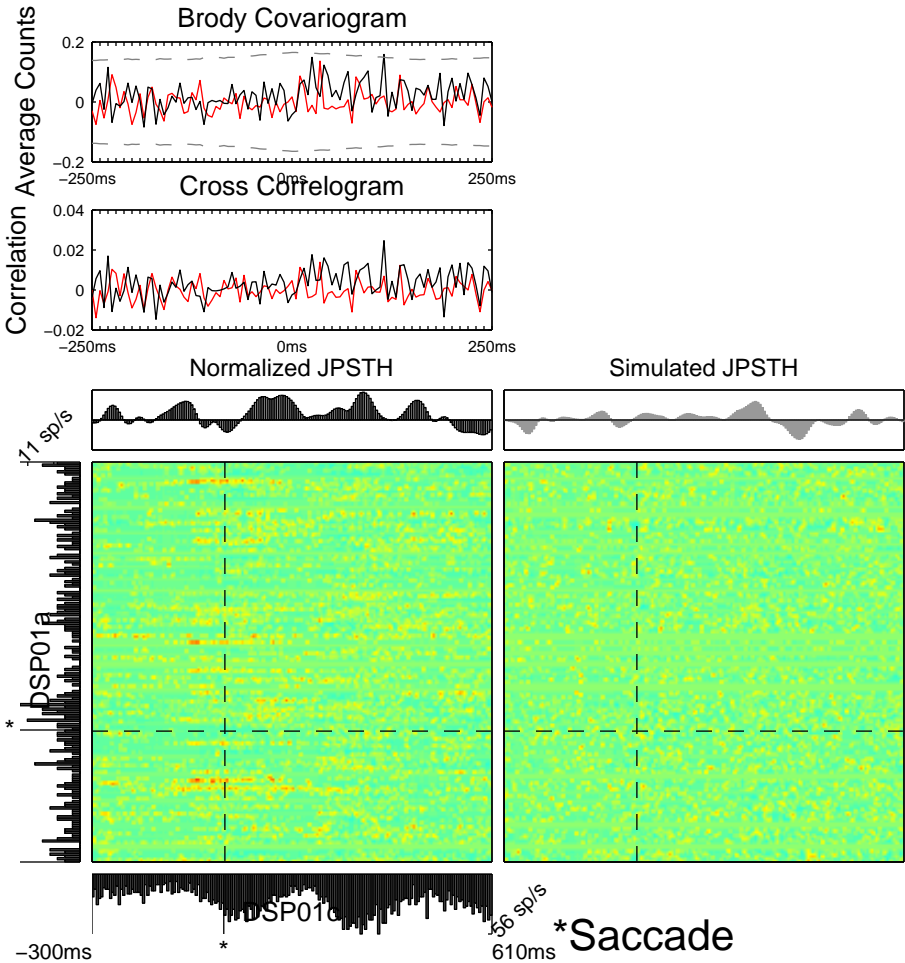 Brody Covariogram
Average Counts
0.2
0
−0.2
−250ms
0ms
250ms
Cross Correlogram
Correlation
0.04
0.02
0
−0.02
−250ms
0ms
250ms
Normalized JPSTH
Simulated JPSTH
11 sp/s
DSP01a
*
DSP01c
56 sp/s
*
−300ms
610ms
*Saccade